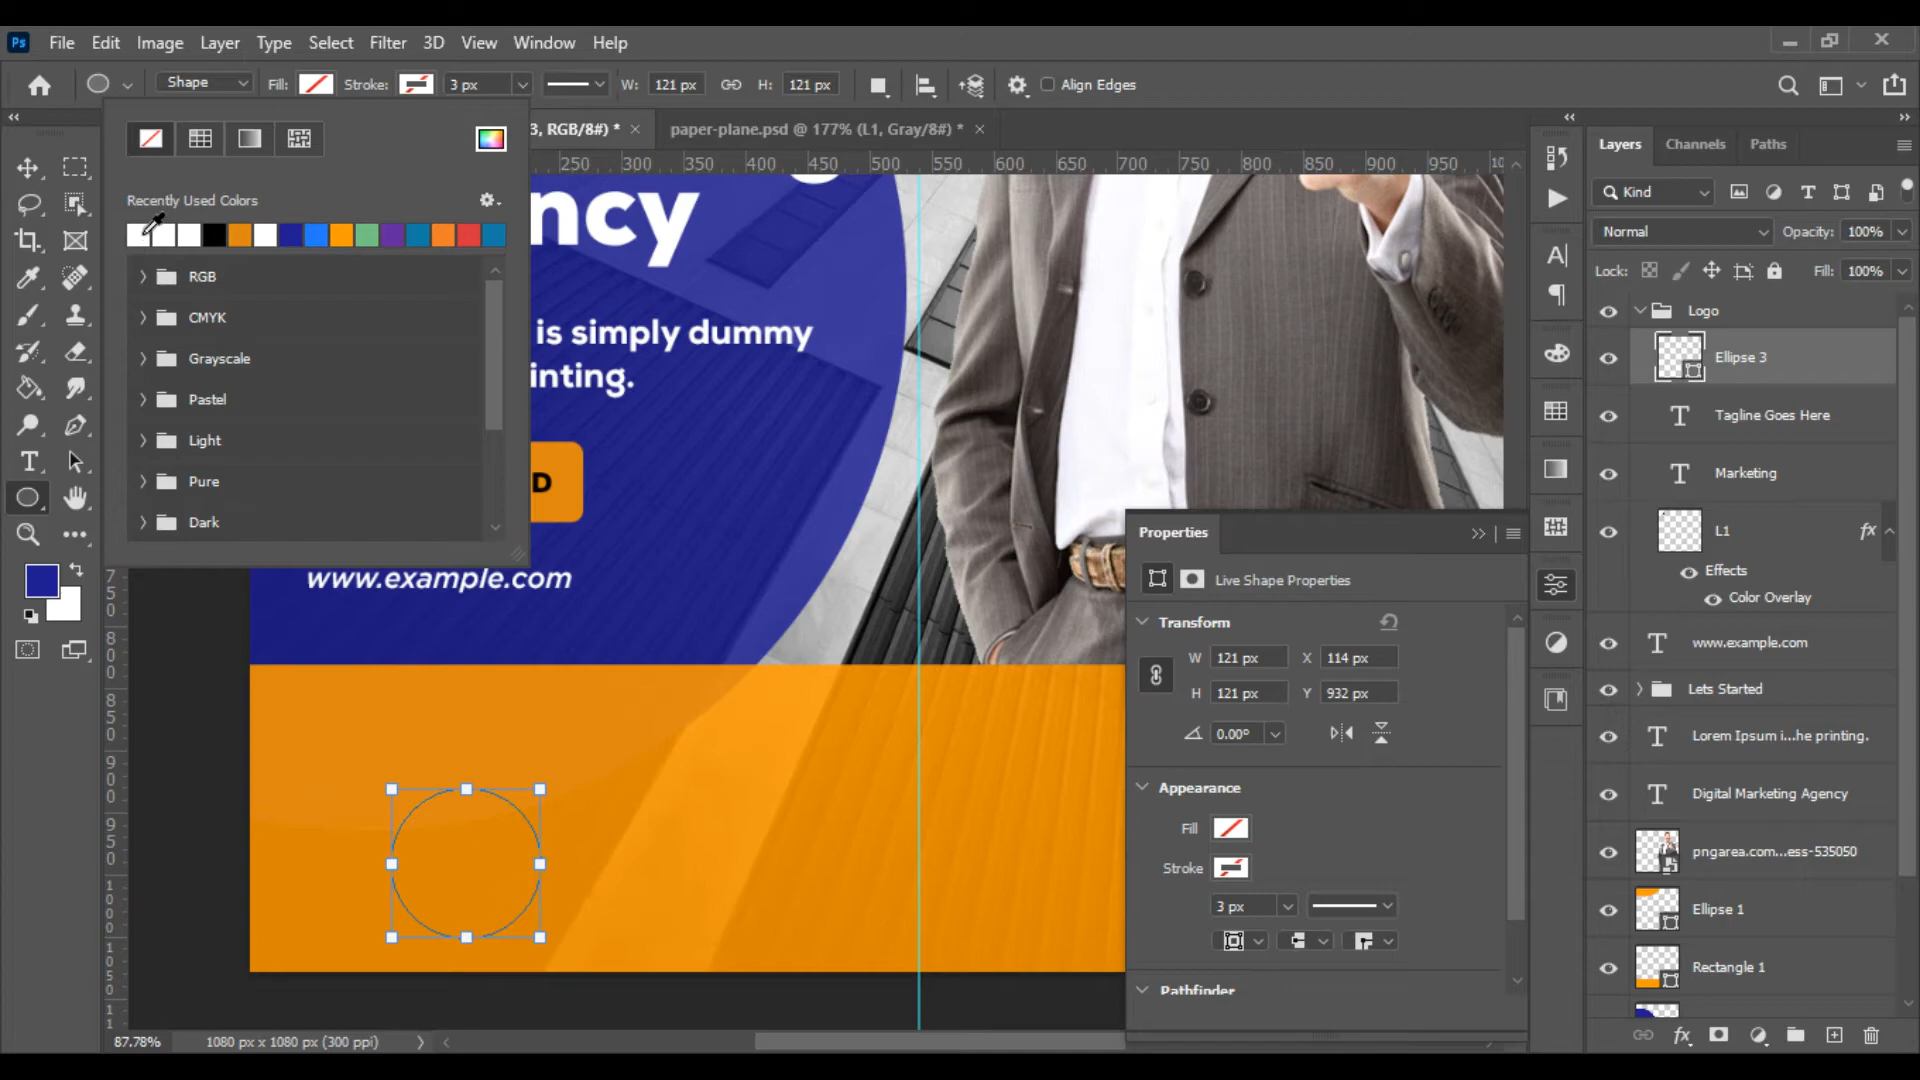 Ps File Edit Image Layer Type Select Filter 3D View Window Help
Shape Fill: Stroke: 3 px W: 121 px H: 121 px Align Edges
3, RGB/8#) * paper-plane.psd @ 177% (L1, Gray/8#) *
250 300 350 400 450 500 550 600 650 700 750 800 850 900 950
Recently Used Colors
RGB
CMYK
Grayscale
Pastel
Light
Pure
Dark
ncy
is simply dummy
inting.
D
www.example.com
Properties
Live Shape Properties
Transform
W 121 px X 114 px
H 121 px Y 932 px
0.00°
Appearance
Fill
Stroke
3 px
Pathfinder
Layers Channels Paths
Kind
Normal Opacity: 100%
Lock: Fill: 100%
Logo
Ellipse 3
Tagline Goes Here
Marketing
L1 fx
Effects
Color Overlay
www.example.com
Lets Started
Lorem Ipsum i...he printing.
Digital Marketing Agency
pngarea.com...ess-535050
Ellipse 1
Rectangle 1
87.78% 1080 px x 1080 px (300 ppi)